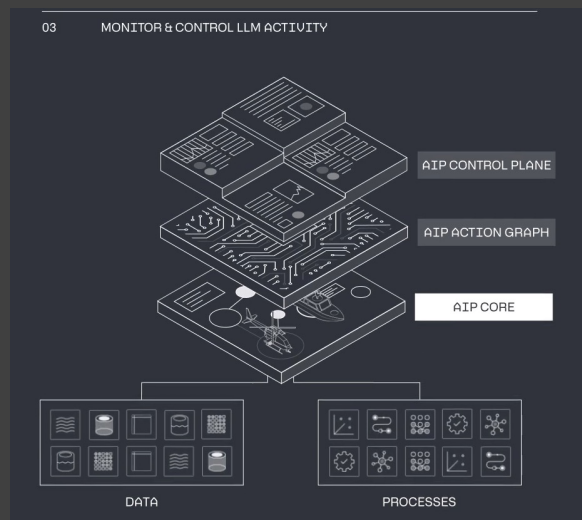 03 MONITOR & CONTROL LLM ACTIVITY
AIP CONTROL PLANE
AIP ACTION GRAPH
AIP CORE
DATA
PROCESSES